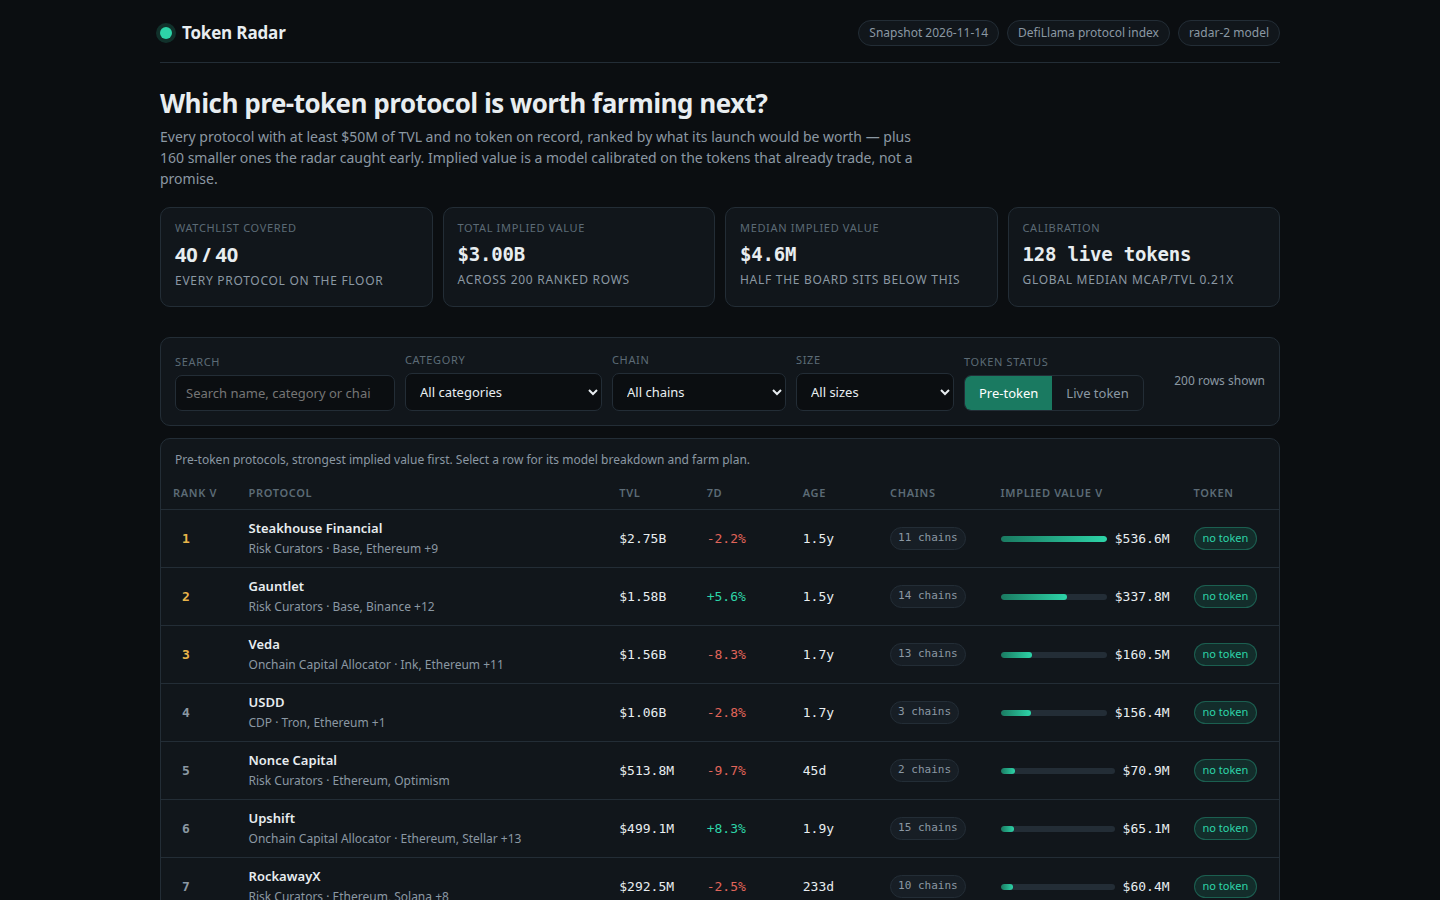 Token Radar
Snapshot 2026-11-14
DefiLlama protocol index
radar-2 model
Which pre-token protocol is worth farming next?
Every protocol with at least $50M of TVL and no token on record, ranked by what its launch would be worth — plus
160 smaller ones the radar caught early. Implied value is a model calibrated on the tokens that already trade, not a
promise.
WATCHLIST COVERED
40 / 40
EVERY PROTOCOL ON THE FLOOR
TOTAL IMPLIED VALUE
$3.00B
ACROSS 200 RANKED ROWS
MEDIAN IMPLIED VALUE
$4.6M
HALF THE BOARD SITS BELOW THIS
CALIBRATION
128 live tokens
GLOBAL MEDIAN MCAP/TVL 0.21X
SEARCH
Search name, category or chai
CATEGORY
All categories
CHAIN
All chains
SIZE
All sizes
TOKEN STATUS
Pre-token
Live token
200 rows shown
Pre-token protocols, strongest implied value first. Select a row for its model breakdown and farm plan.
RANK V PROTOCOL TVL 7D AGE CHAINS IMPLIED VALUE V TOKEN
1 Steakhouse Financial $2.75B -2.2% 1.5y 11 chains $536.6M no token
Risk Curators · Base, Ethereum +9
2 Gauntlet $1.58B +5.6% 1.5y 14 chains $337.8M no token
Risk Curators · Base, Binance +12
3 Veda $1.56B -8.3% 1.7y 13 chains $160.5M no token
Onchain Capital Allocator · Ink, Ethereum +11
4 USDD $1.06B -2.8% 1.7y 3 chains $156.4M no token
CDP · Tron, Ethereum +1
5 Nonce Capital $513.8M -9.7% 45d 2 chains $70.9M no token
Risk Curators · Ethereum, Optimism
6 Upshift $499.1M +8.3% 1.9y 15 chains $65.1M no token
Onchain Capital Allocator · Ethereum, Stellar +13
7 RockawayX $292.5M -2.5% 233d 10 chains $60.4M no token
Risk Curators · Ethereum, Solana +8